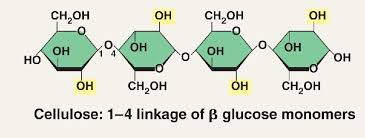 CH₂OH OH CH₂OH OH
O O
OH 1 O 4 OH OH O OH
HO O OH
O O
OH CH₂OH OH CH₂OH
Cellulose: 1–4 linkage of β glucose monomers